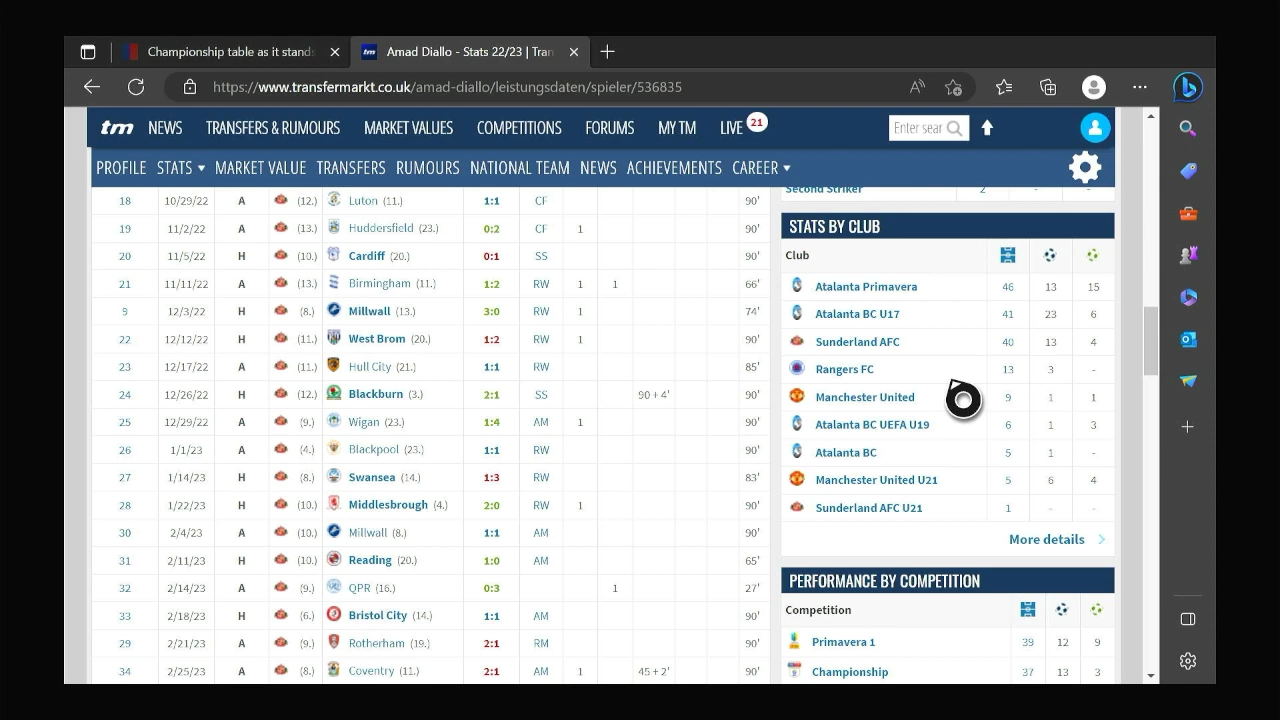 Championship table as it stands
Amad Diallo - Stats 22/23 | Tran
https://www.transfermarkt.co.uk/amad-diallo/leistungsdaten/spieler/536835
tm NEWS TRANSFERS & RUMOURS MARKET VALUES COMPETITIONS FORUMS MY TM LIVE 21 Enter sear
PROFILE STATS MARKET VALUE TRANSFERS RUMOURS NATIONAL TEAM NEWS ACHIEVEMENTS CAREER
18 10/29/22 A (12.) Luton (11.) 1:1 CF 90'
19 11/2/22 A (13.) Huddersfield (23.) 0:2 CF 1 90'
20 11/5/22 H (10.) Cardiff (20.) 0:1 SS 90'
21 11/11/22 A (13.) Birmingham (11.) 1:2 RW 1 1 66'
9 12/3/22 H (8.) Millwall (13.) 3:0 RW 1 74'
22 12/12/22 H (11.) West Brom (20.) 1:2 RW 1 90'
23 12/17/22 A (11.) Hull City (21.) 1:1 RW 85'
24 12/26/22 H (12.) Blackburn (3.) 2:1 SS 90 + 4' 90'
25 12/29/22 A (9.) Wigan (23.) 1:4 AM 1 90'
26 1/1/23 A (4.) Blackpool (23.) 1:1 RW 90'
27 1/14/23 H (8.) Swansea (14.) 1:3 RW 83'
28 1/22/23 H (10.) Middlesbrough (4.) 2:0 RW 1 90'
30 2/4/23 A (10.) Millwall (8.) 1:1 AM 90'
31 2/11/23 H (10.) Reading (20.) 1:0 AM 65'
32 2/14/23 A (9.) QPR (16.) 0:3 1 27'
33 2/18/23 H (6.) Bristol City (14.) 1:1 AM 90'
29 2/21/23 A (9.) Rotherham (19.) 2:1 RM 90'
34 2/25/23 A (8.) Coventry (11.) 2:1 AM 1 45 + 2' 90'
Second Striker 2 - -
STATS BY CLUB
Club
Atalanta Primavera 46 13 15
Atalanta BC U17 41 23 6
Sunderland AFC 40 13 4
Rangers FC 13 3 -
Manchester United 9 1 1
Atalanta BC UEFA U19 6 1 3
Atalanta BC 5 1 -
Manchester United U21 5 6 4
Sunderland AFC U21 1 - -
More details
PERFORMANCE BY COMPETITION
Competition
Primavera 1 39 12 9
Championship 37 13 3